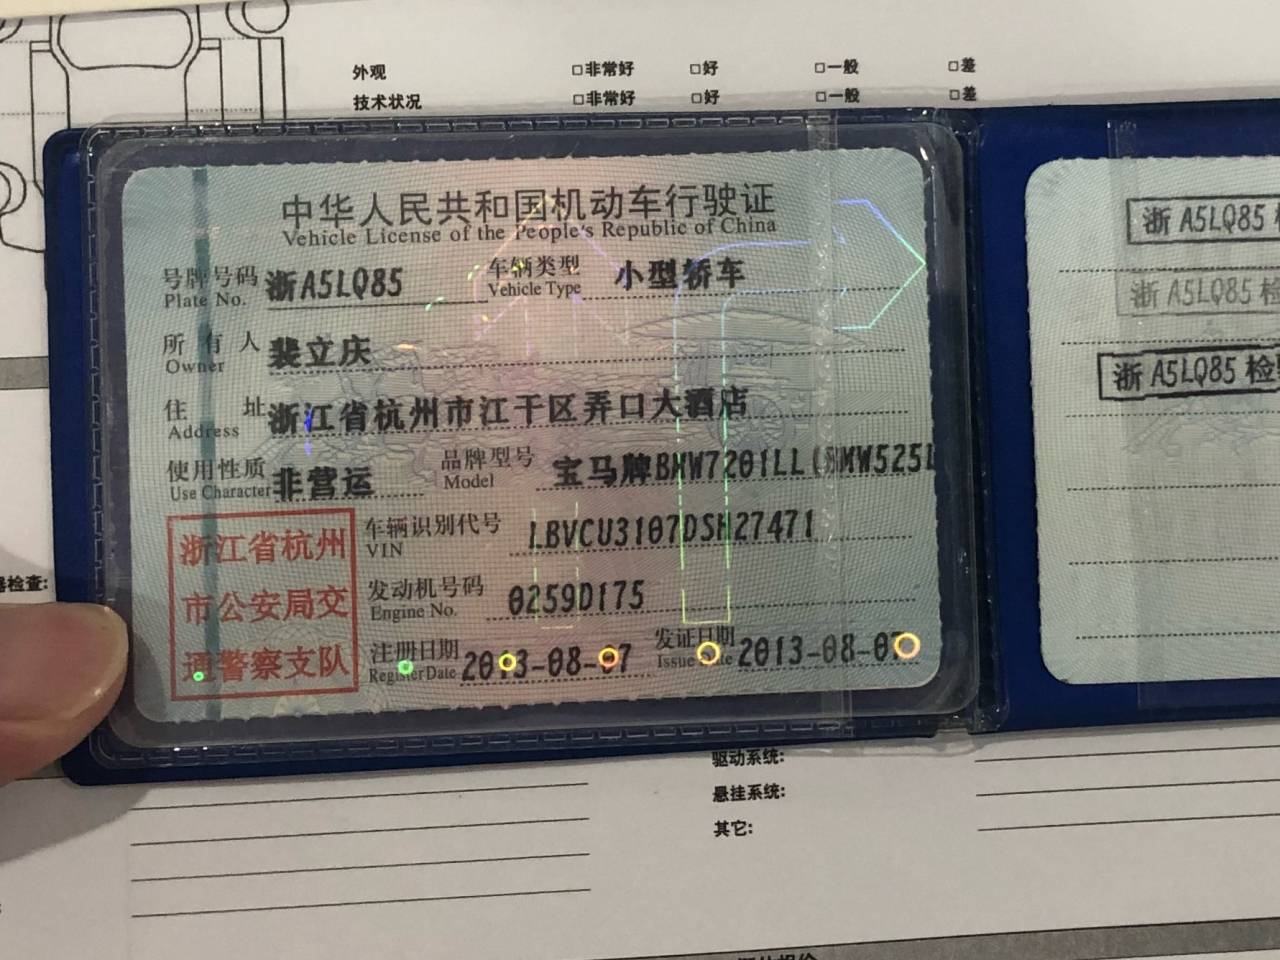 外观 □非常好 □好 □一般 □差
技术状况 □非常好 □好 □一般 □差
中华人民共和国机动车行驶证
Vehicle License of the People's Republic of China
号牌号码 浙A5LQ85 车辆类型 小型轿车
Plate No. Vehicle Type
所有人 裴立庆
Owner
住址 浙江省杭州市江干区弄口大酒店
Address
使用性质 非营运 品牌型号 宝马牌BMW7201LL(BMW525L
Use Character Model
浙江省杭州
市公安局交
通警察支队
车辆识别代号 LBVCU3107DSH27471
VIN
发动机号码 0259D175
Engine No.
注册日期 2013-08-07 发证日期 2013-08-07
Register Date Issue Date
浙A5LQ85
浙A5LQ85 检
浙A5LQ85 检
检查:
驱动系统:
悬挂系统:
其它: